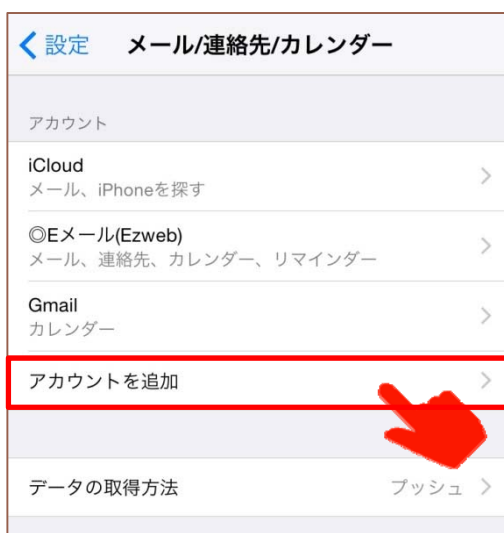 設定 メール/連絡先/カレンダー
アカウント
iCloud
メール、iPhoneを探す
◎Eメール(Ezweb)
メール、連絡先、カレンダー、リマインダー
Gmail
カレンダー
アカウントを追加
データの取得方法 プッシュ